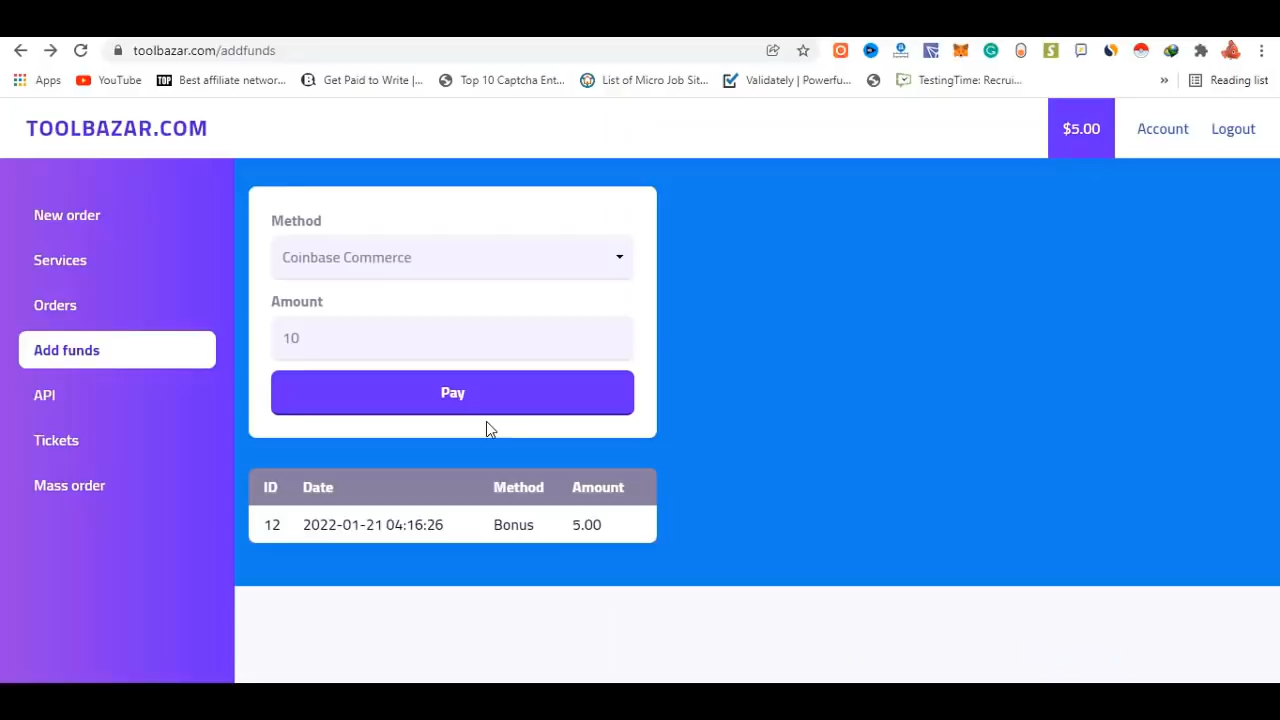 toolbazar.com/addfunds
Apps YouTube Best affiliate networ... Get Paid to Write |... Top 10 Captcha Ent... List of Micro Job Sit... Validately | Powerfu... TestingTime: Recrui... » Reading list
TOOLBAZAR.COM
$5.00 Account Logout
New order
Services
Orders
Add funds
API
Tickets
Mass order
Method
Coinbase Commerce
Amount
10
Pay
ID Date Method Amount
12 2022-01-21 04:16:26 Bonus 5.00